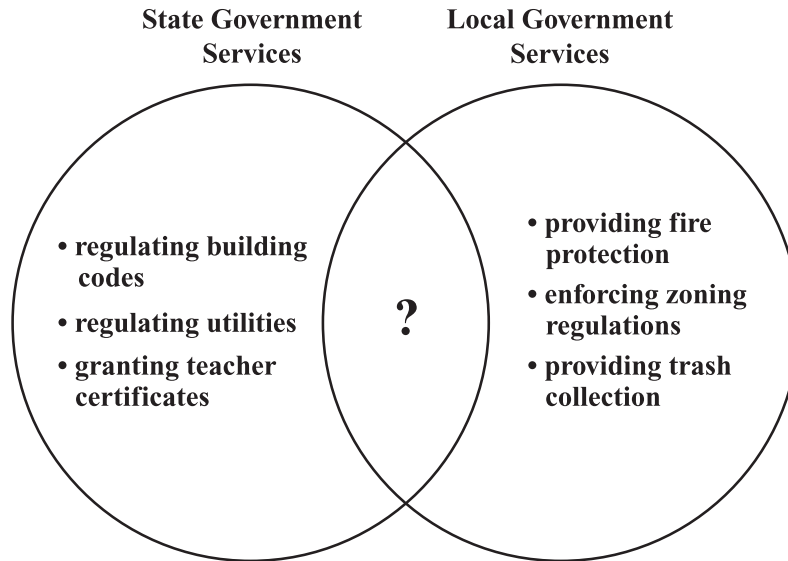 State Government
Services
Local Government
Services
• regulating building
codes
• regulating utilities
• granting teacher
certificates
?
• providing fire
protection
• enforcing zoning
regulations
• providing trash
collection